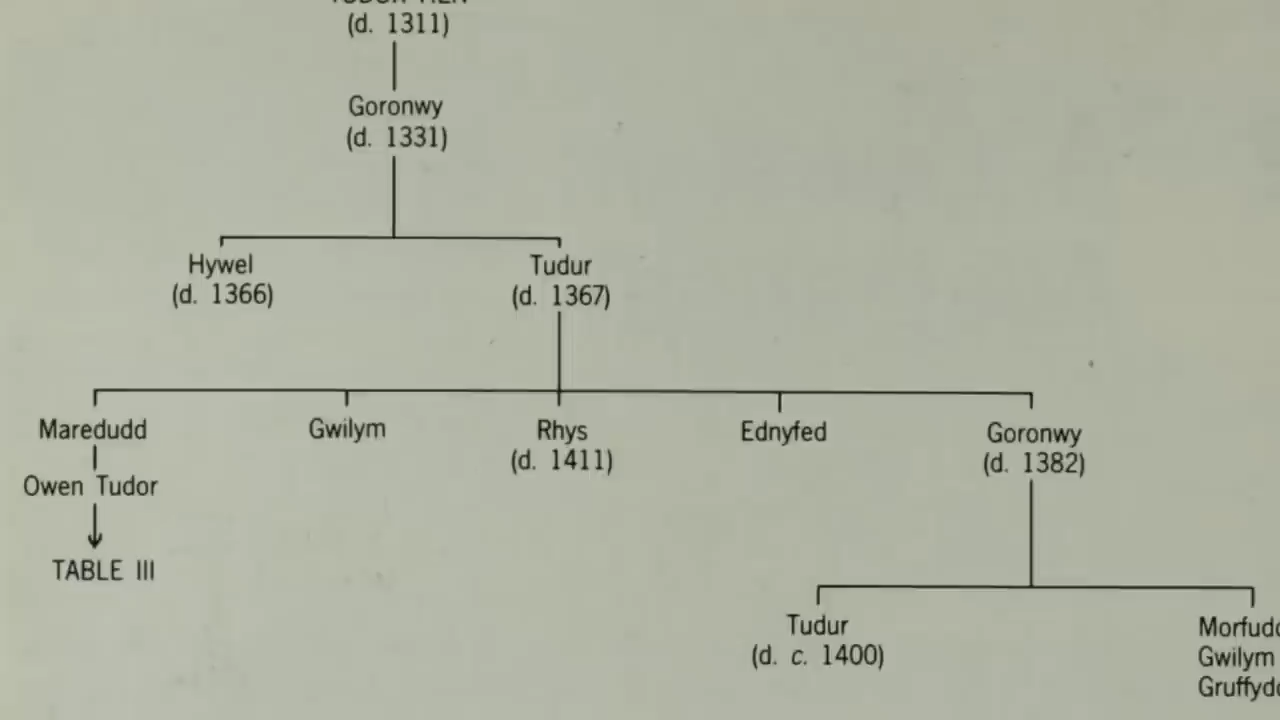 (d. 1311)
Goronwy
(d. 1331)
Hywel
(d. 1366)
Tudur
(d. 1367)
Maredudd
Gwilym
Rhys
(d. 1411)
Ednyfed
Goronwy
(d. 1382)
Owen Tudor
TABLE III
Tudur
(d. c. 1400)
Gwilym